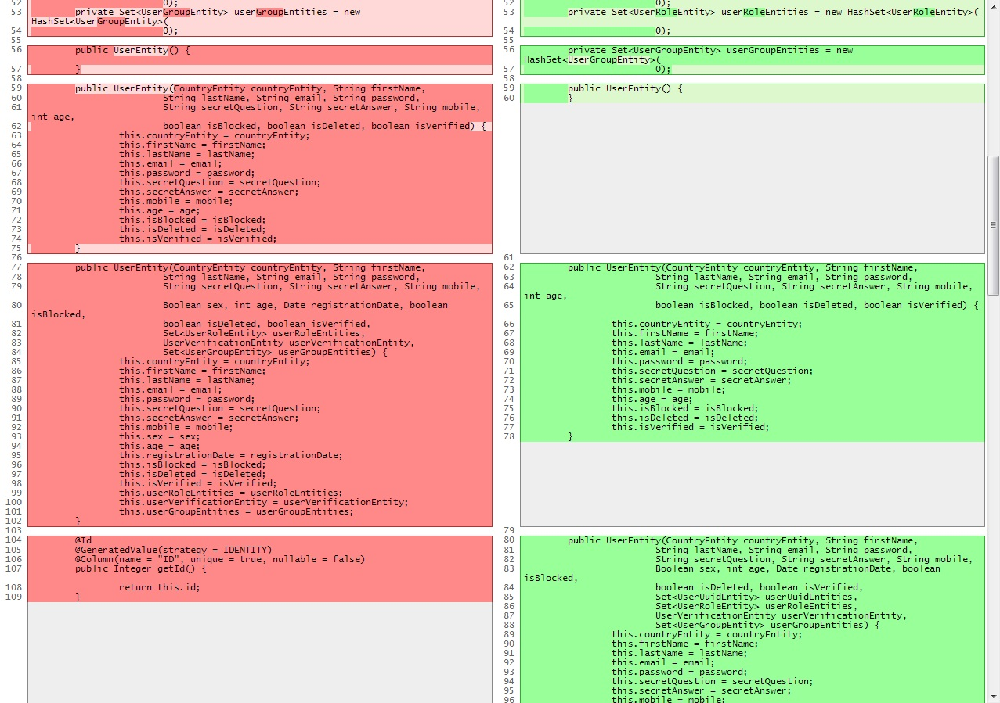 52 0);
53 private Set<UserGroupEntity> userGroupEntities = new
HashSet<UserGroupEntity>(
54 0);
55
56 public UserEntity() {
57 }
58
59 public UserEntity(CountryEntity countryEntity, String firstName,
60 String lastName, String email, String password,
61 String secretQuestion, String secretAnswer, String mobile,
int age,
62 boolean isBlocked, boolean isDeleted, boolean isVerified) {
63 this.countryEntity = countryEntity;
64 this.firstName = firstName;
65 this.lastName = lastName;
66 this.email = email;
67 this.password = password;
68 this.secretQuestion = secretQuestion;
69 this.secretAnswer = secretAnswer;
70 this.mobile = mobile;
71 this.age = age;
72 this.isBlocked = isBlocked;
73 this.isDeleted = isDeleted;
74 this.isVerified = isVerified;
75 }
76
77 public UserEntity(CountryEntity countryEntity, String firstName,
78 String lastName, String email, String password,
79 String secretQuestion, String secretAnswer, String mobile,
80 Boolean sex, int age, Date registrationDate, boolean
isBlocked,
81 boolean isDeleted, boolean isVerified,
82 Set<UserRoleEntity> userRoleEntities,
83 UserVerificationEntity userVerificationEntity,
84 Set<UserGroupEntity> userGroupEntities) {
85 this.countryEntity = countryEntity;
86 this.firstName = firstName;
87 this.lastName = lastName;
88 this.email = email;
89 this.password = password;
90 this.secretQuestion = secretQuestion;
91 this.secretAnswer = secretAnswer;
92 this.mobile = mobile;
93 this.sex = sex;
94 this.age = age;
95 this.registrationDate = registrationDate;
96 this.isBlocked = isBlocked;
97 this.isDeleted = isDeleted;
98 this.isVerified = isVerified;
99 this.userRoleEntities = userRoleEntities;
100 this.userVerificationEntity = userVerificationEntity;
101 this.userGroupEntities = userGroupEntities;
102 }
103
104 @Id
105 @GeneratedValue(strategy = IDENTITY)
106 @Column(name = "ID", unique = true, nullable = false)
107 public Integer getId() {
108 return this.id;
109 }
52 0);
53 private Set<UserRoleEntity> userRoleEntities = new HashSet<UserRoleEntity>(
54 0);
55
56 private Set<UserGroupEntity> userGroupEntities = new
HashSet<UserGroupEntity>(
57 0);
58
59 public UserEntity() {
60 }
61
62 public UserEntity(CountryEntity countryEntity, String firstName,
63 String lastName, String email, String password,
64 String secretQuestion, String secretAnswer, String mobile,
int age,
65 boolean isBlocked, boolean isDeleted, boolean isVerified) {
66 this.countryEntity = countryEntity;
67 this.firstName = firstName;
68 this.lastName = lastName;
69 this.email = email;
70 this.password = password;
71 this.secretQuestion = secretQuestion;
72 this.secretAnswer = secretAnswer;
73 this.mobile = mobile;
74 this.age = age;
75 this.isBlocked = isBlocked;
76 this.isDeleted = isDeleted;
77 this.isVerified = isVerified;
78 }
79
80 public UserEntity(CountryEntity countryEntity, String firstName,
81 String lastName, String email, String password,
82 String secretQuestion, String secretAnswer, String mobile,
83 Boolean sex, int age, Date registrationDate, boolean
isBlocked,
84 boolean isDeleted, boolean isVerified,
85 Set<UserUuidEntity> userUuidEntities,
86 Set<UserRoleEntity> userRoleEntities,
87 UserVerificationEntity userVerificationEntity,
88 Set<UserGroupEntity> userGroupEntities) {
89 this.countryEntity = countryEntity;
90 this.firstName = firstName;
91 this.lastName = lastName;
92 this.email = email;
93 this.password = password;
94 this.secretQuestion = secretQuestion;
95 this.secretAnswer = secretAnswer;
96 this.mobile = mobile;